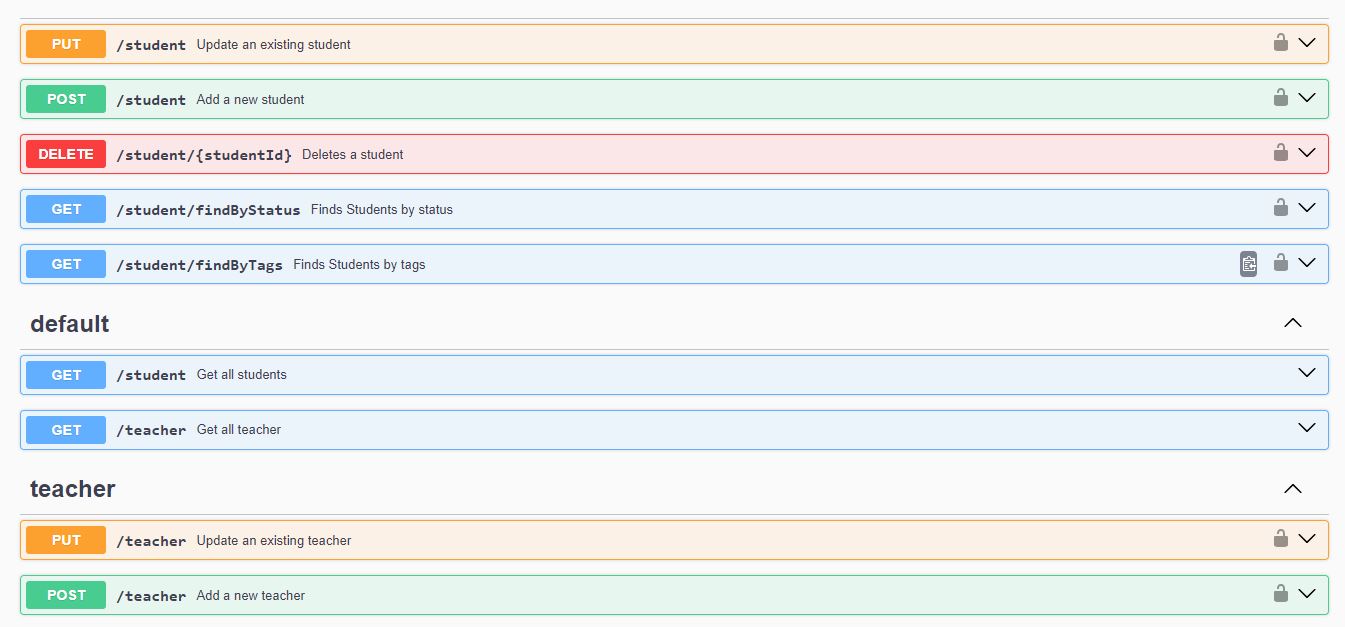 PUT /student Update an existing student
POST /student Add a new student
DELETE /student/{studentId} Deletes a student
GET /student/findByStatus Finds Students by status
GET /student/findByTags Finds Students by tags
default
GET /student Get all students
GET /teacher Get all teacher
teacher
PUT /teacher Update an existing teacher
POST /teacher Add a new teacher